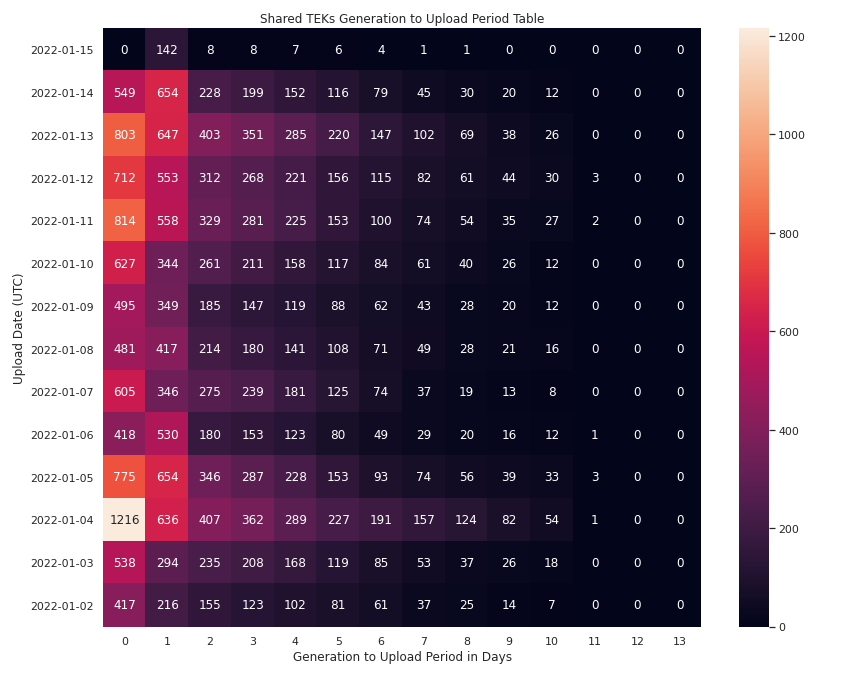 Shared TEKs Generation to Upload Period Table
Upload Date (UTC)
2022-01-15 0 142 8 8 7 6 4 1 1 0 0 0 0 0
2022-01-14 549 654 228 199 152 116 79 45 30 20 12 0 0 0
2022-01-13 803 647 403 351 285 220 147 102 69 38 26 0 0 0
2022-01-12 712 553 312 268 221 156 115 82 61 44 30 3 0 0
2022-01-11 814 558 329 281 225 153 100 74 54 35 27 2 0 0
2022-01-10 627 344 261 211 158 117 84 61 40 26 12 0 0 0
2022-01-09 495 349 185 147 119 88 62 43 28 20 12 0 0 0
2022-01-08 481 417 214 180 141 108 71 49 28 21 16 0 0 0
2022-01-07 605 346 275 239 181 125 74 37 19 13 8 0 0 0
2022-01-06 418 530 180 153 123 80 49 29 20 16 12 1 0 0
2022-01-05 775 654 346 287 228 153 93 74 56 39 33 3 0 0
2022-01-04 1216 636 407 362 289 227 191 157 124 82 54 1 0 0
2022-01-03 538 294 235 208 168 119 85 53 37 26 18 0 0 0
2022-01-02 417 216 155 123 102 81 61 37 25 14 7 0 0 0
0 1 2 3 4 5 6 7 8 9 10 11 12 13
Generation to Upload Period in Days
1200
1000
800
600
400
200
0